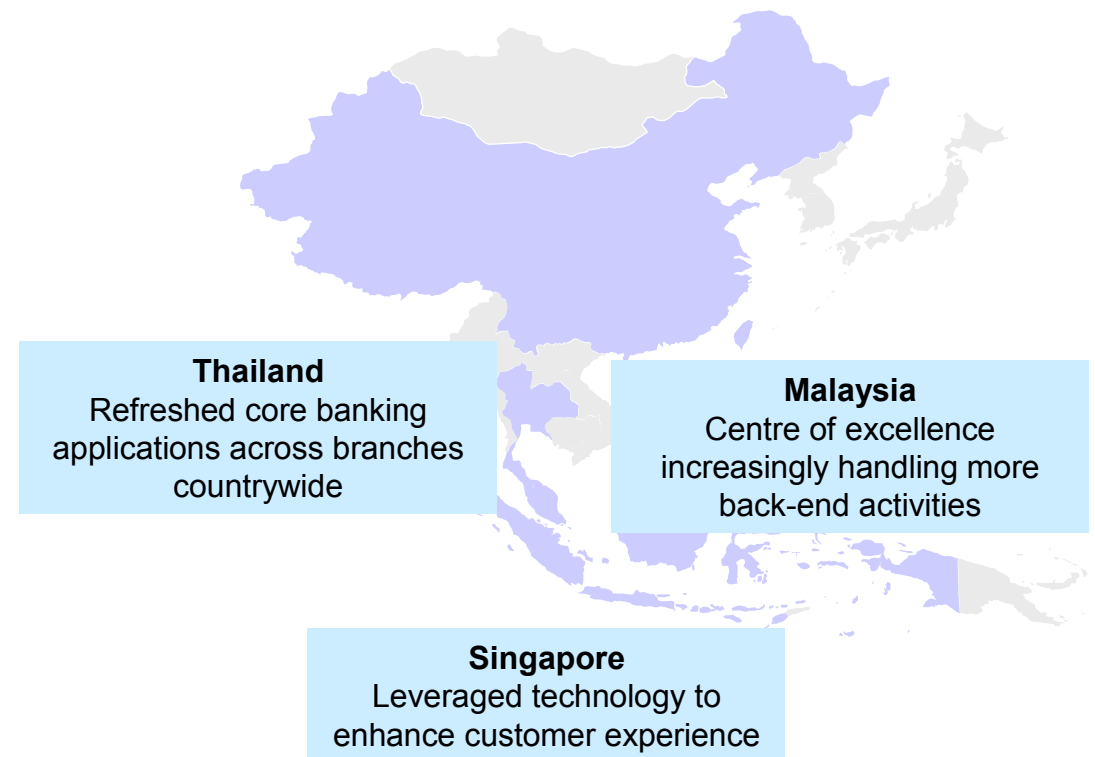 Thailand
Refreshed core banking
applications across branches
countrywide
Malaysia
Centre of excellence
increasingly handling more
back-end activities
Singapore
Leveraged technology to
enhance customer experience